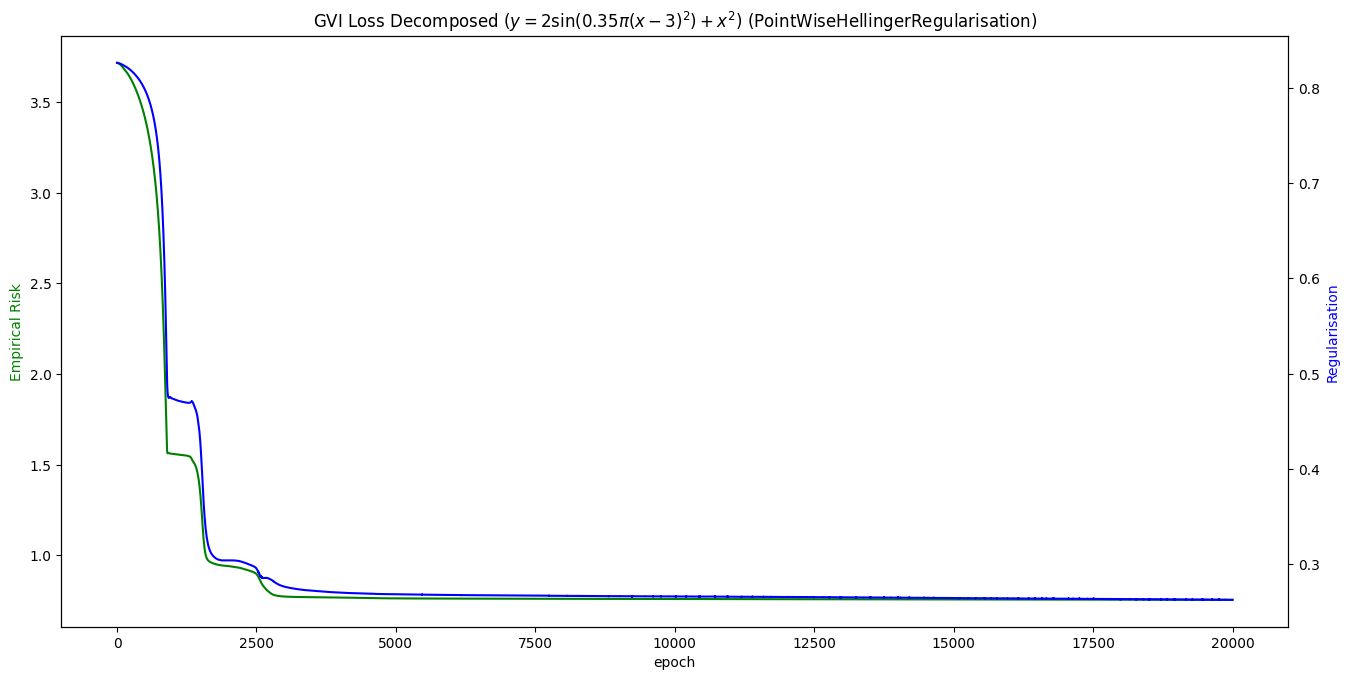 GVI Loss Decomposed (y = 2sin(0.35π(x − 3)²) + x²) (PointWiseHellingerRegularisation)
3.5
3.0
2.5
2.0
1.5
1.0
Empirical Risk
0.8
0.7
0.6
0.5
0.4
0.3
Regularisation
0 2500 5000 7500 10000 12500 15000 17500 20000
epoch